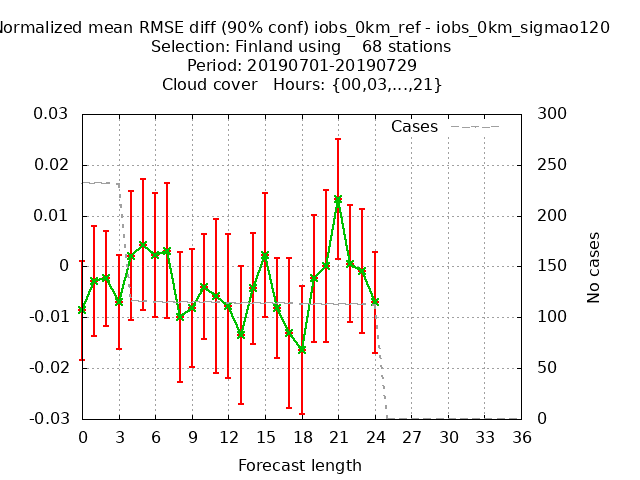 Normalized mean RMSE diff (90% conf) iobs_0km_ref - iobs_0km_sigmao120
Selection: Finland using 68 stations
Period: 20190701-20190729
Cloud cover Hours: {00,03,...,21}
Cases
0.03
0.02
0.01
0
-0.01
-0.02
-0.03
300
250
200
150
100
50
0
No cases
0 3 6 9 12 15 18 21 24 27 30 33 36
Forecast length